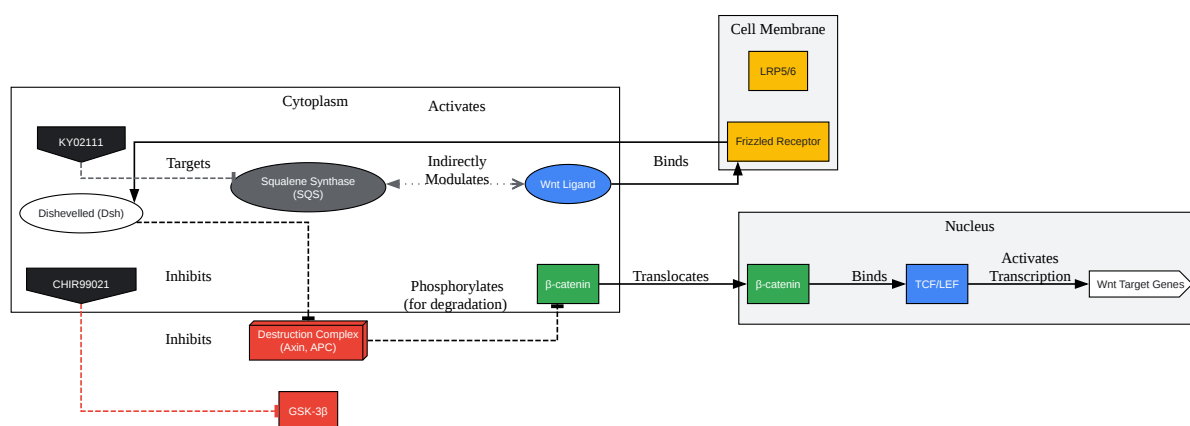 Cell Membrane
LRP5/6
Frizzled Receptor
Cytoplasm
Activates
KY02111
Targets
Squalene Synthase
(SQS)
Indirectly
Modulates
Wnt Ligand
Binds
Dishevelled (Dsh)
CHIR99021
Inhibits
Phosphorylates
(for degradation)
β-catenin
Translocates
Nucleus
β-catenin
Binds
TCF/LEF
Activates
Transcription
Wnt Target Genes
Inhibits
Destruction Complex
(Axin, APC)
GSK-3β